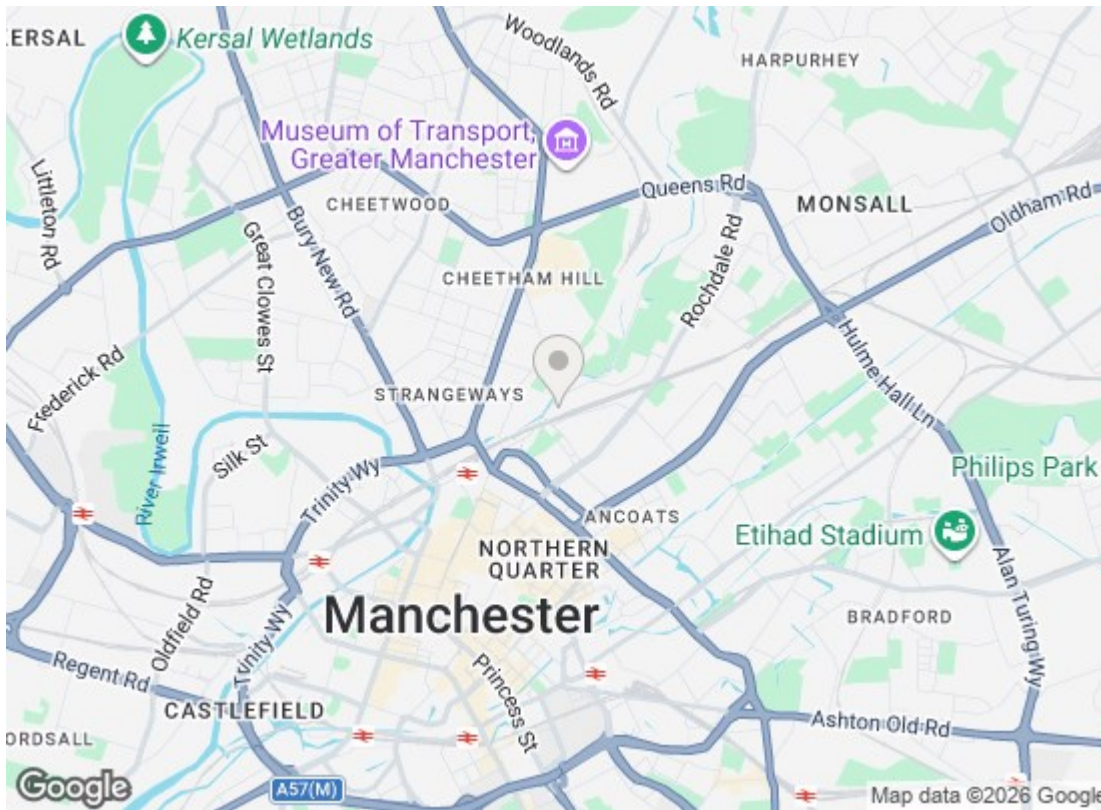 KERSAL
Kersal Wetlands
Woodlands Rd
HARPURHEY
Museum of Transport,
Greater Manchester
Littleton Rd
Queens Rd
MONSALL
Oldham Rd
CHEETWOOD
Great Clowes St
Bury New Rd
CHEETHAM HILL
Rochdale Rd
Frederick Rd
STRANGEWAYS
Hulme Hall Ln
River Irwell
Silk St
Trinity Wy
Philips Park
ANCOATS
Etihad Stadium
NORTHERN
QUARTER
Oldfield Rd
Manchester
BRADFORD
Alan Turing Wy
Trinity Wy
Regent Rd
Princess St
CASTLEFIELD
Ashton Old Rd
ORDSALL
Google
A57(M)
Map data ©2026 Google